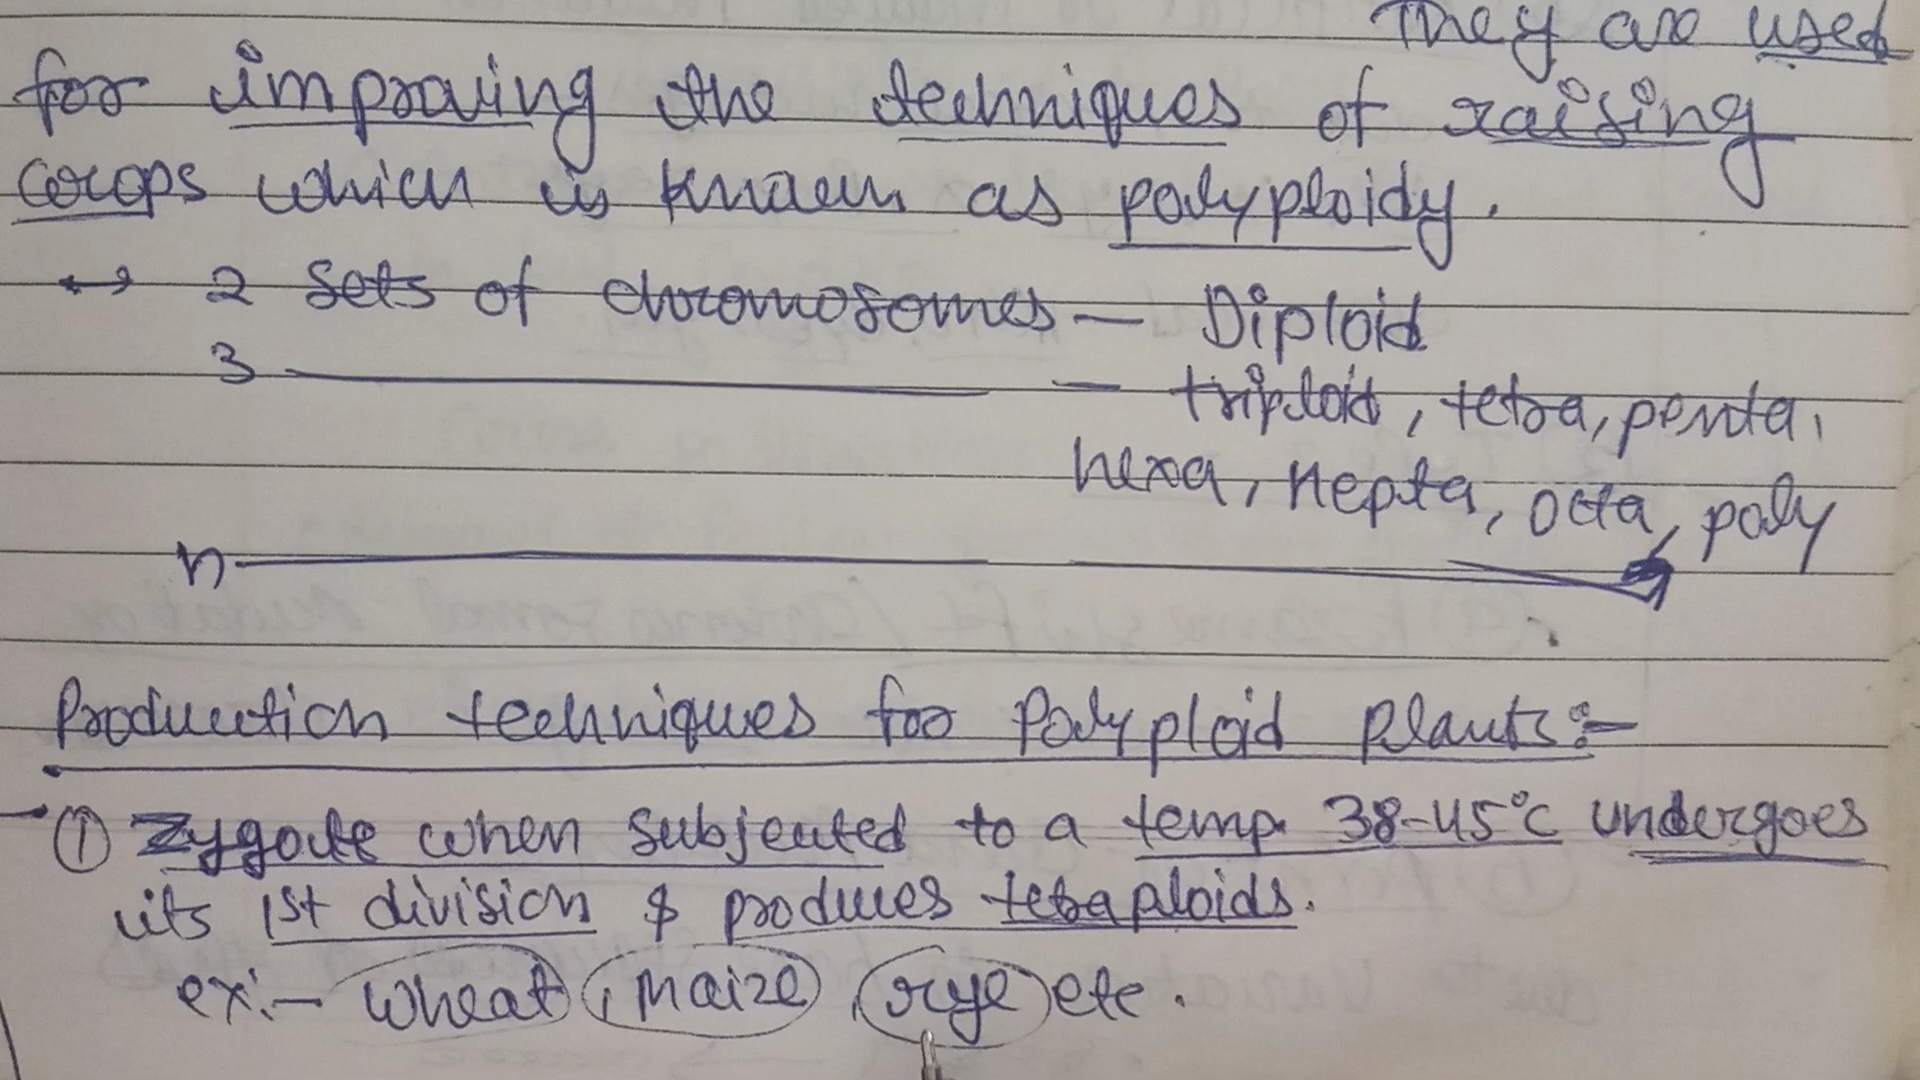 They are used
for improving the techniques of raising
crops which is known as polyploidy.
→ 2 Sets of chromosomes — Diploid
3 ——— — triploid, tetra, penta,
hexa, hepta, octa, poly
n ———
Production techniques for Polyploid Plants:-
① Zygote when subjected to a temp. 38-45°C undergoes
its 1st division & produces tetraploids.
ex:- wheat, maize, rye etc.